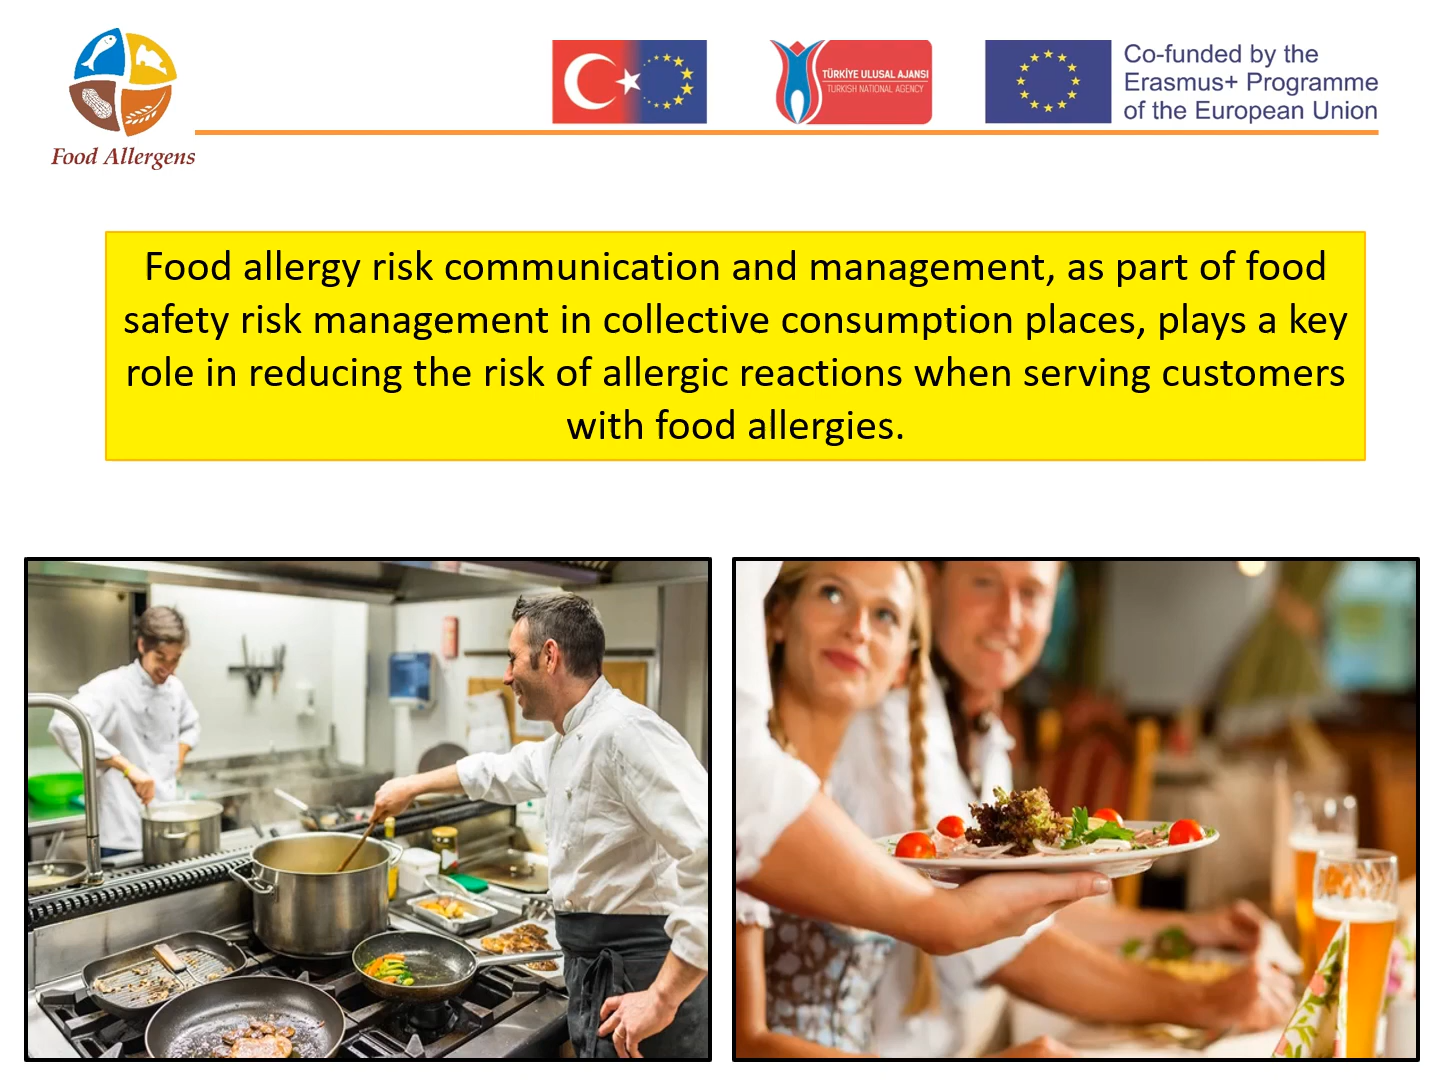 Food Allergens
TÜRKİYE ULUSAL AJANSI
TURKISH NATIONAL AGENCY
Co-funded by the
Erasmus+ Programme
of the European Union
Food allergy risk communication and management, as part of food
safety risk management in collective consumption places, plays a key
role in reducing the risk of allergic reactions when serving customers
with food allergies.